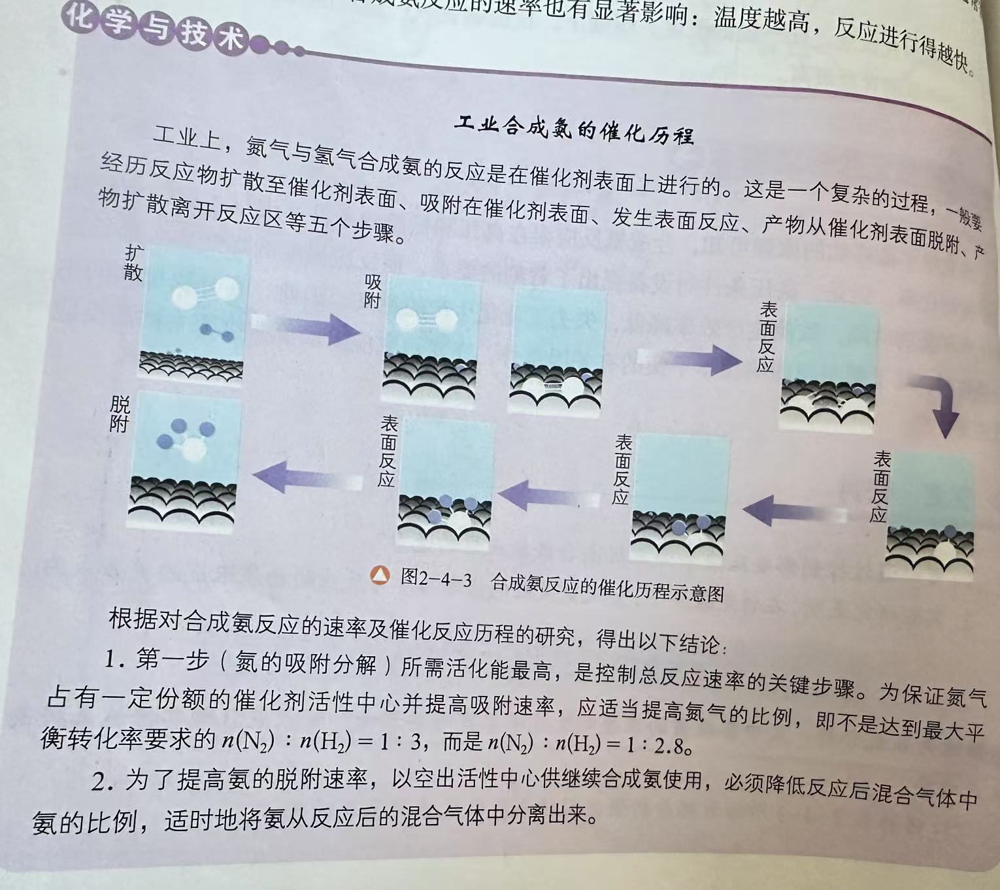 合成氨反应的速率也有显著影响：温度越高，反应进行得越快。
化学与技术
工业合成氨的催化历程
工业上，氮气与氢气合成氨的反应是在催化剂表面上进行的。这是一个复杂的过程，一般要
经历反应物扩散至催化剂表面、吸附在催化剂表面、发生表面反应、产物从催化剂表面脱附、产
物扩散离开反应区等五个步骤。
扩散
吸附
表面反应
脱附
表面反应
表面反应
表面反应
图2-4-3 合成氨反应的催化历程示意图
根据对合成氨反应的速率及催化反应历程的研究，得出以下结论：
1. 第一步（氮的吸附分解）所需活化能最高，是控制总反应速率的关键步骤。为保证氮气
占有一定份额的催化剂活性中心并提高吸附速率，应适当提高氮气的比例，即不是达到最大平
衡转化率要求的 n(N₂)：n(H₂) = 1：3，而是 n(N₂)：n(H₂) = 1：2.8。
2. 为了提高氨的脱附速率，以空出活性中心供继续合成氨使用，必须降低反应后混合气体中
氨的比例，适时地将氨从反应后的混合气体中分离出来。